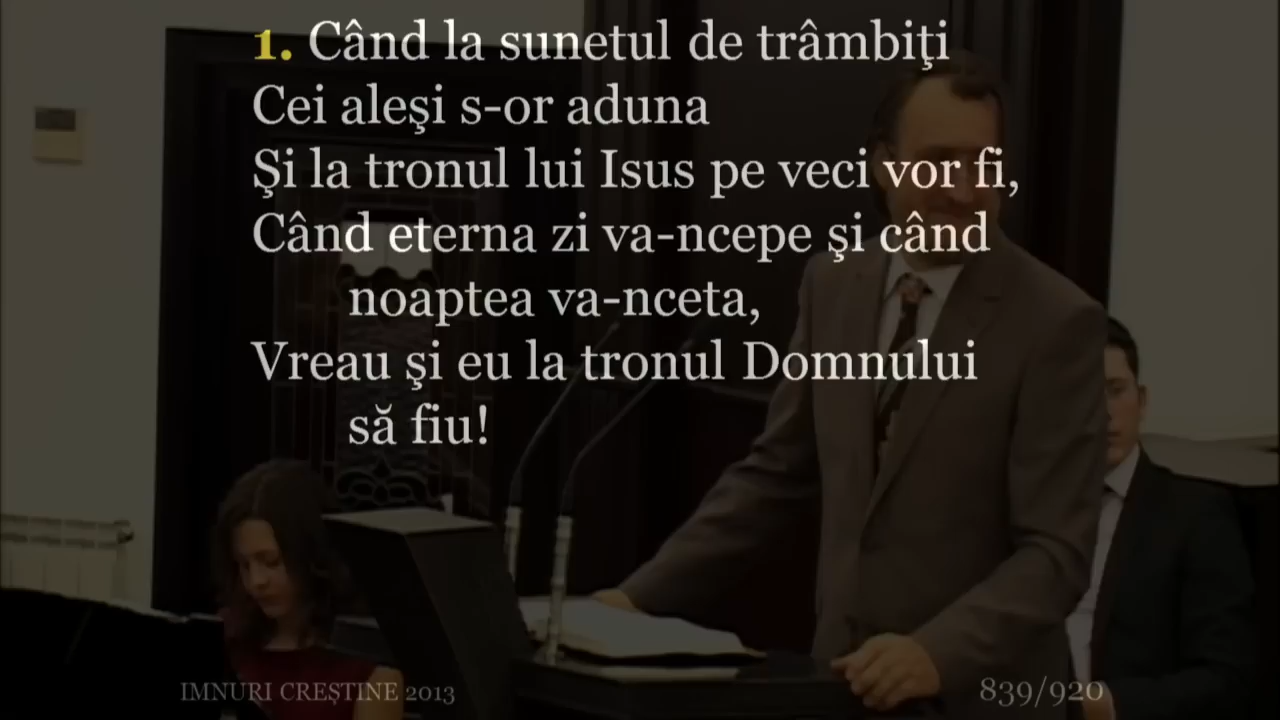 1. Când la sunetul de trâmbiţi
Cei aleşi s-or aduna
Şi la tronul lui Isus pe veci vor fi,
Când eterna zi va-ncepe şi când
noaptea va-nceta,
Vreau şi eu la tronul Domnului
să fiu!
IMNURI CREȘTINE 2013
839/920